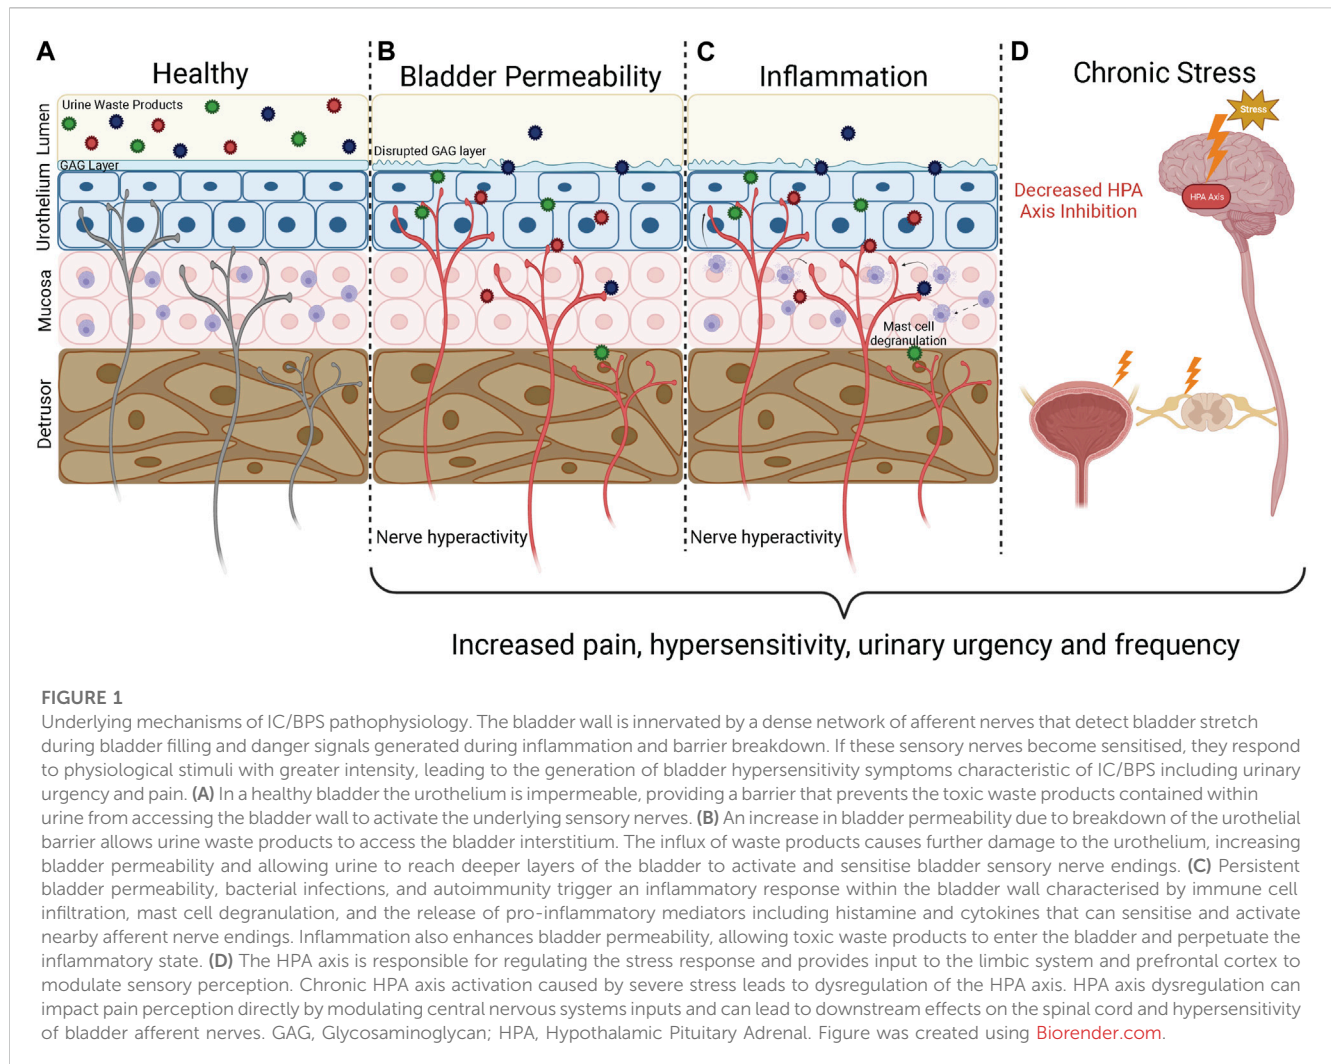 A
Healthy
B
Bladder Permeability
C
Inflammation
D
Chronic Stress
Lumen
Urothelium
Mucosa
Detrusor
Urine Waste Products
GAG Layer
Disrupted GAG layer
Mast cell
degranulation
Nerve hyperactivity
Nerve hyperactivity
Stress
HPA Axis
Decreased HPA
Axis Inhibition
Increased pain, hypersensitivity, urinary urgency and frequency
FIGURE 1
Underlying mechanisms of IC/BPS pathophysiology. The bladder wall is innervated by a dense network of afferent nerves that detect bladder stretch
during bladder filling and danger signals generated during inflammation and barrier breakdown. If these sensory nerves become sensitised, they respond
to physiological stimuli with greater intensity, leading to the generation of bladder hypersensitivity symptoms characteristic of IC/BPS including urinary
urgency and pain. (A) In a healthy bladder the urothelium is impermeable, providing a barrier that prevents the toxic waste products contained within
urine from accessing the bladder wall to activate the underlying sensory nerves. (B) An increase in bladder permeability due to breakdown of the urothelial
barrier allows urine waste products to access the bladder interstitium. The influx of waste products causes further damage to the urothelium, increasing
bladder permeability and allowing urine to reach deeper layers of the bladder to activate and sensitise bladder sensory nerve endings. (C) Persistent
bladder permeability, bacterial infections, and autoimmunity trigger an inflammatory response within the bladder wall characterised by immune cell
infiltration, mast cell degranulation, and the release of pro-inflammatory mediators including histamine and cytokines that can sensitise and activate
nearby afferent nerve endings. Inflammation also enhances bladder permeability, allowing toxic waste products to enter the bladder and perpetuate the
inflammatory state. (D) The HPA axis is responsible for regulating the stress response and provides input to the limbic system and prefrontal cortex to
modulate sensory perception. Chronic HPA axis activation caused by severe stress leads to dysregulation of the HPA axis. HPA axis dysregulation can
impact pain perception directly by modulating central nervous systems inputs and can lead to downstream effects on the spinal cord and hypersensitivity
of bladder afferent nerves. GAG, Glycosaminoglycan; HPA, Hypothalamic Pituitary Adrenal. Figure was created using Biorender.com.